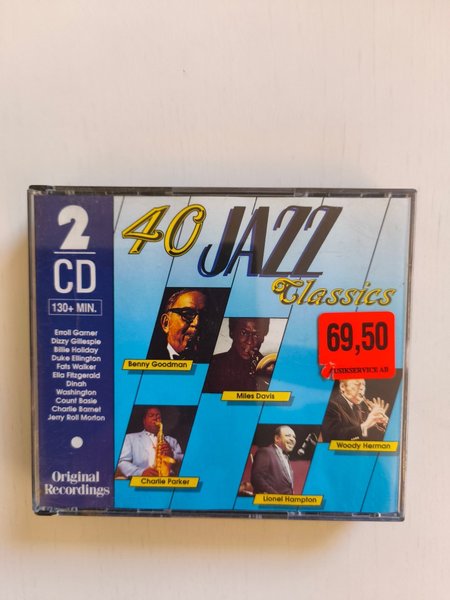 2
CD
130+ MIN.
Erroll Garner
Dizzy Gillespie
Billie Holiday
Duke Ellington
Fats Walker
Ella Fitzgerald
Dinah
Washington
Count Basie
Charlie Barnet
Jerry Roll Morton
Original
Recordings
40 JAZZ
Classics
Benny Goodman
Miles Davis
69,50
MUSIKSERVICE AB
Woody Herman
Charlie Parker
Lionel Hampton